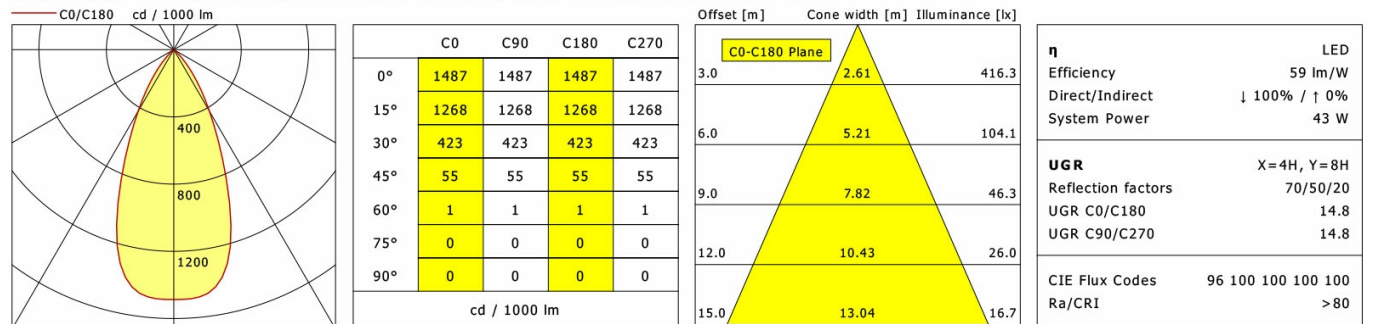 C0/C180 cd / 1000 lm
400
800
1200
C0 C90 C180 C270
0° 1487 1487 1487 1487
15° 1268 1268 1268 1268
30° 423 423 423 423
45° 55 55 55 55
60° 1 1 1 1
75° 0 0 0 0
90° 0 0 0 0
cd / 1000 lm
Offset [m] Cone width [m] Illuminance [lx]
C0-C180 Plane
3.0 2.61 416.3
6.0 5.21 104.1
9.0 7.82 46.3
12.0 10.43 26.0
15.0 13.04 16.7
η LED
Efficiency 59 lm/W
Direct/Indirect ↓ 100% / ↑ 0%
System Power 43 W
UGR X=4H, Y=8H
Reflection factors 70/50/20
UGR C0/C180 14.8
UGR C90/C270 14.8
CIE Flux Codes 96 100 100 100 100
Ra/CRI >80